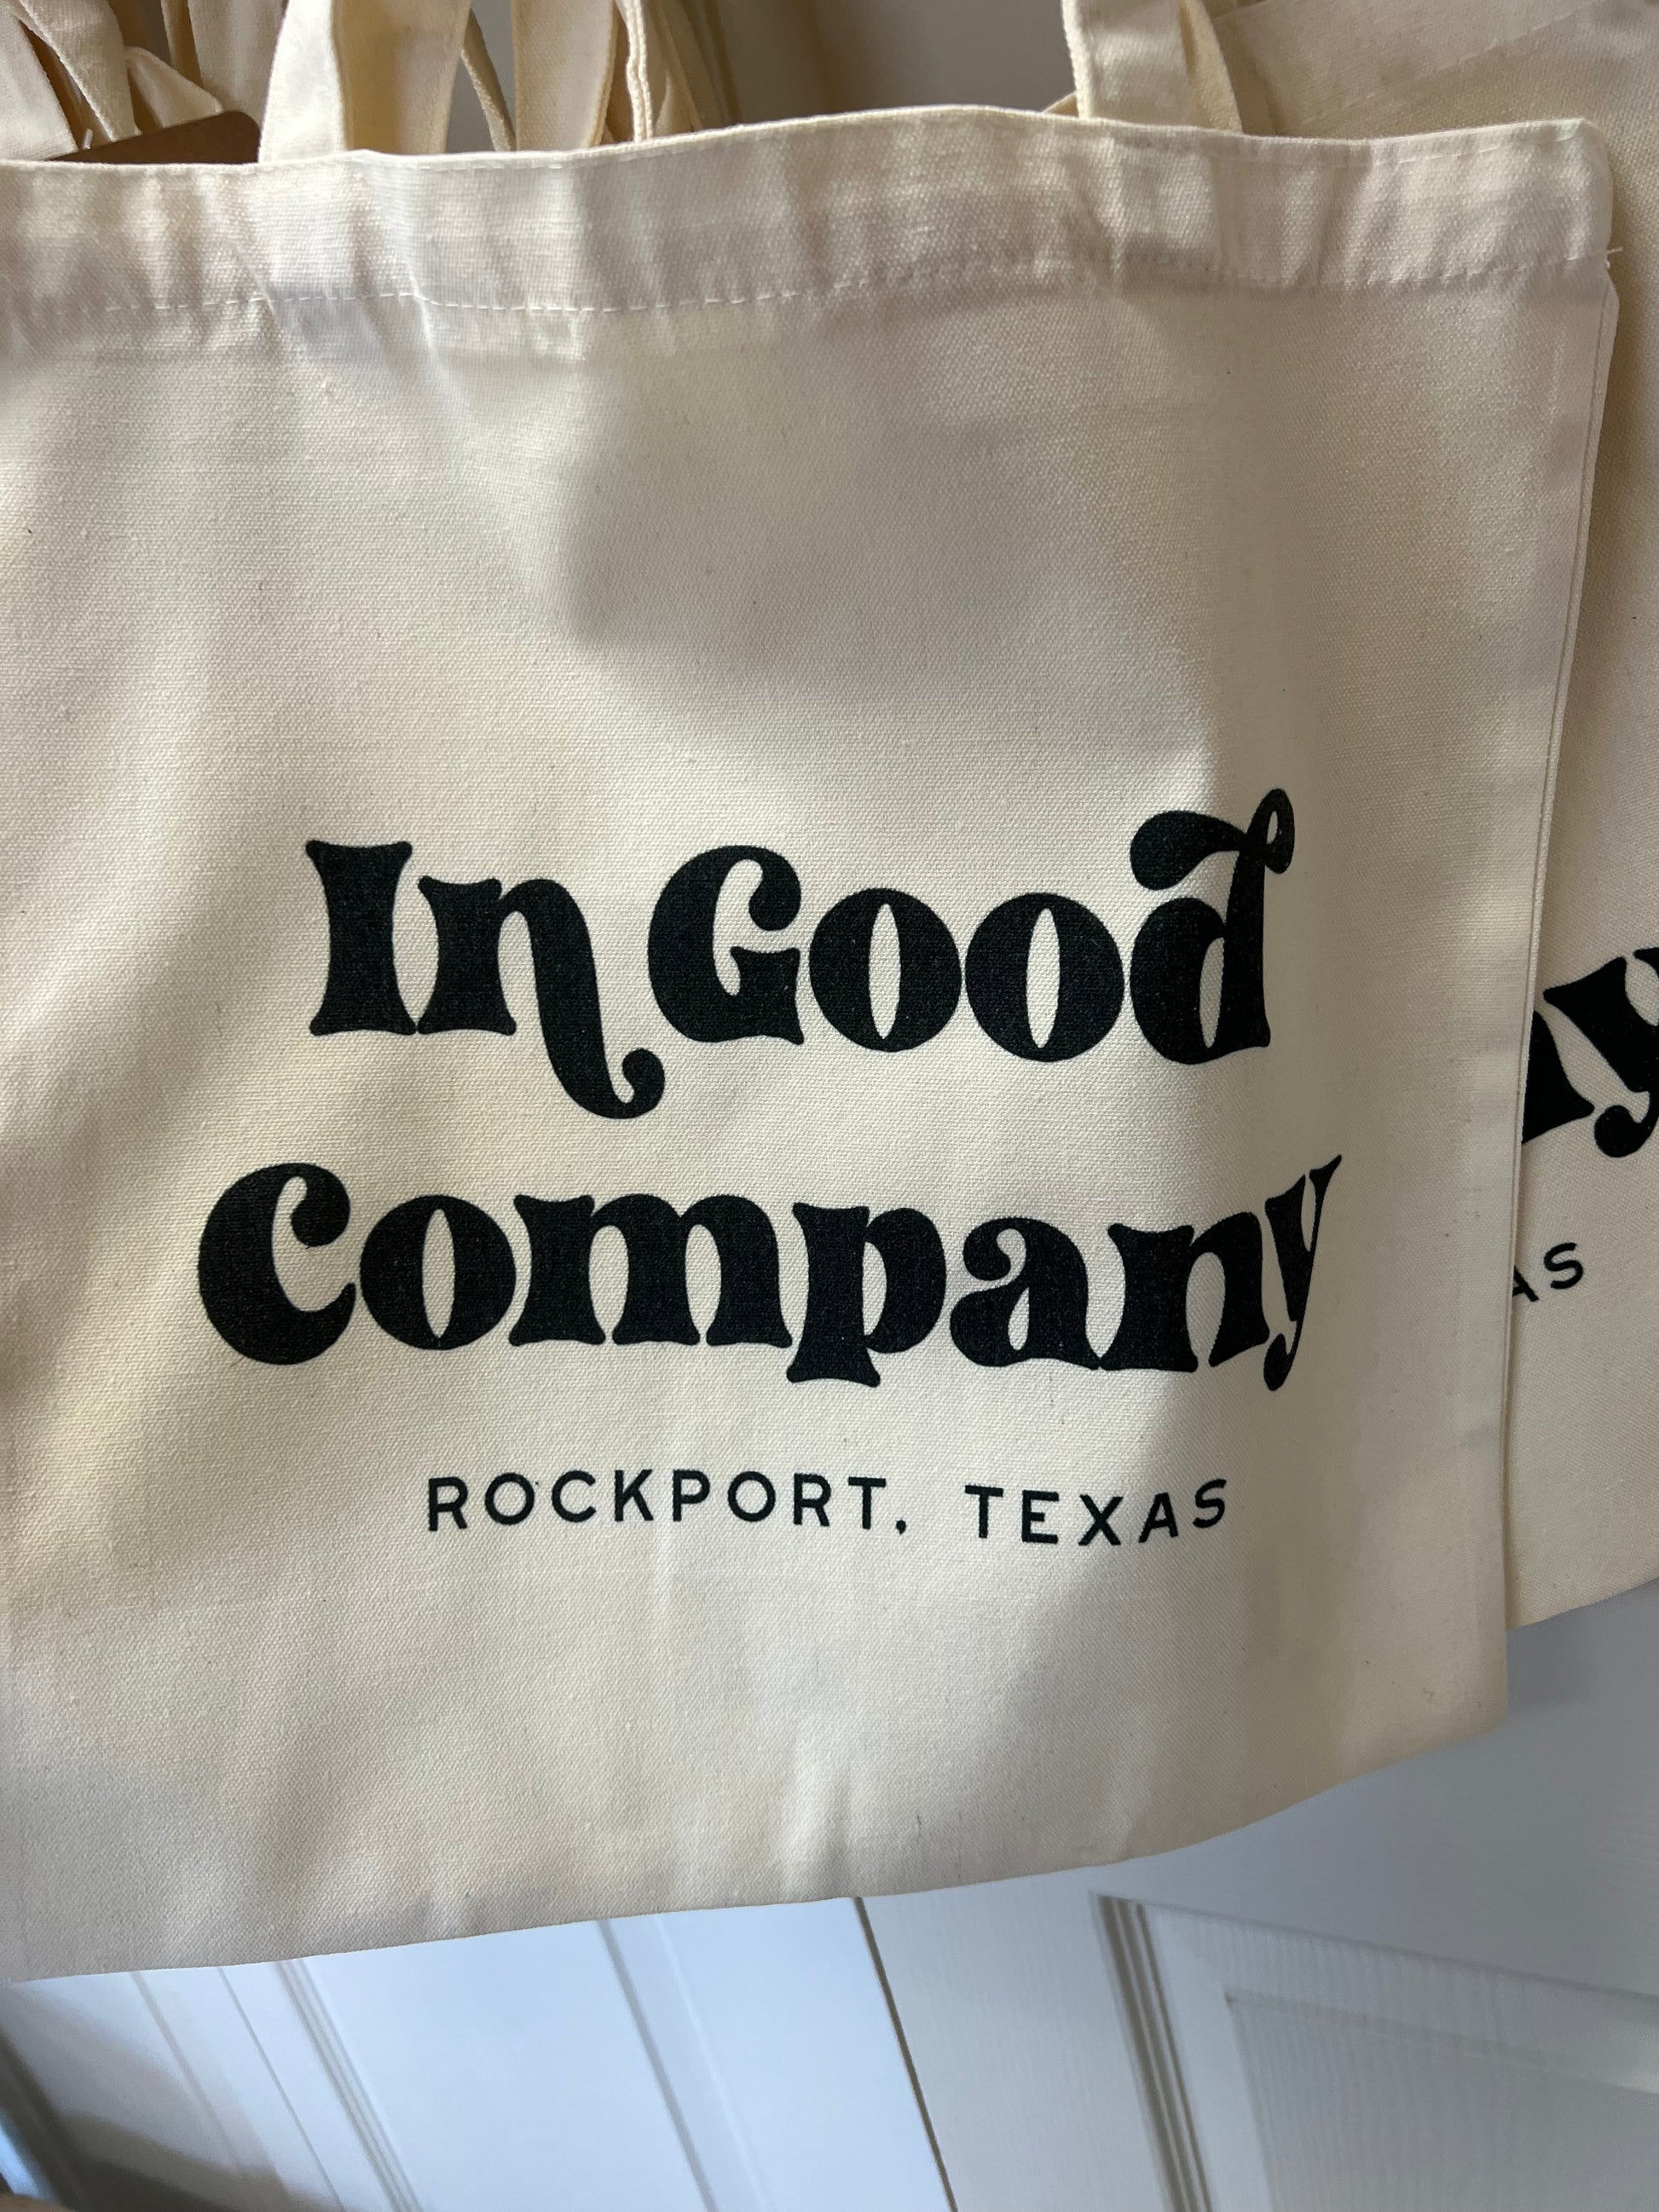 In Good
Company
ROCKPORT, TEXAS